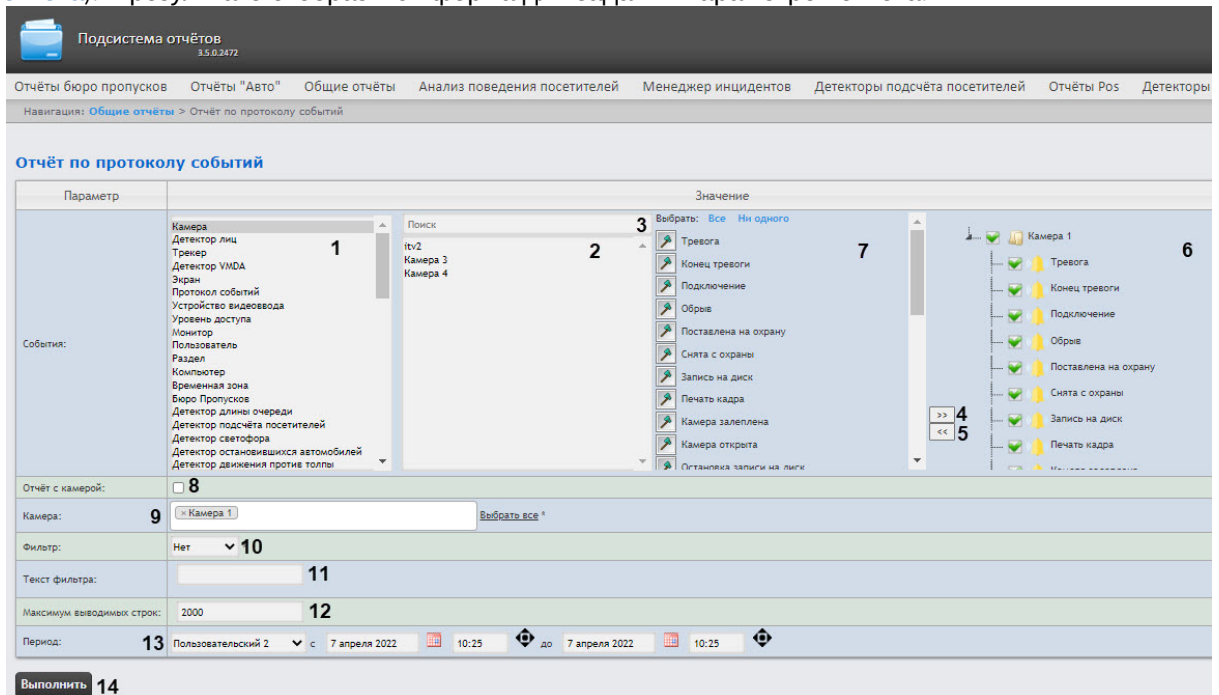 Подсистема отчётов
3.5.0.2472
Отчёты бюро пропусков Отчёты "Авто" Общие отчёты Анализ поведения посетителей Менеджер инцидентов Детекторы подсчёта посетителей Отчёты Pos Детекторы
Навигация: Общие отчёты > Отчёт по протоколу событий
Отчёт по протоколу событий
Параметр Значение
События:
Камера
Детектор лиц
Трекер
Детектор VMDA
Экран
Протокол событий
Устройство видеоввода
Уровень доступа
Монитор
Пользователь
Раздел
Компьютер
Временная зона
Бюро Пропусков
Детектор длины очереди
Детектор подсчёта посетителей
Детектор светофора
Детектор остановившихся автомобилей
Детектор движения против толпы
1
Поиск 3
itv2
Камера 3
Камера 4
2
Выбрать: Все Ни одного
Тревога
Конец тревоги
Подключение
Обрыв
Поставлена на охрану
Снята с охраны
Запись на диск
Печать кадра
Камера залеплена
Камера открыта
Остановка записи на диск
7
>> 4
<< 5
Камера 1
Тревога
Конец тревоги
Подключение
Обрыв
Поставлена на охрану
Снята с охраны
Запись на диск
Печать кадра
6
Отчёт с камерой: 8
Камера: 9 × Камера 1 Выбрать все *
Фильтр: Нет 10
Текст фильтра: 11
Максимум выводимых строк: 2000 12
Период: 13 Пользовательский 2 с 7 апреля 2022 10:25 до 7 апреля 2022 10:25
Выполнить 14